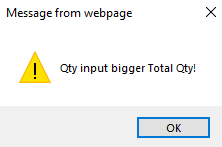 Message from webpage
Qty input bigger Total Qty!
OK